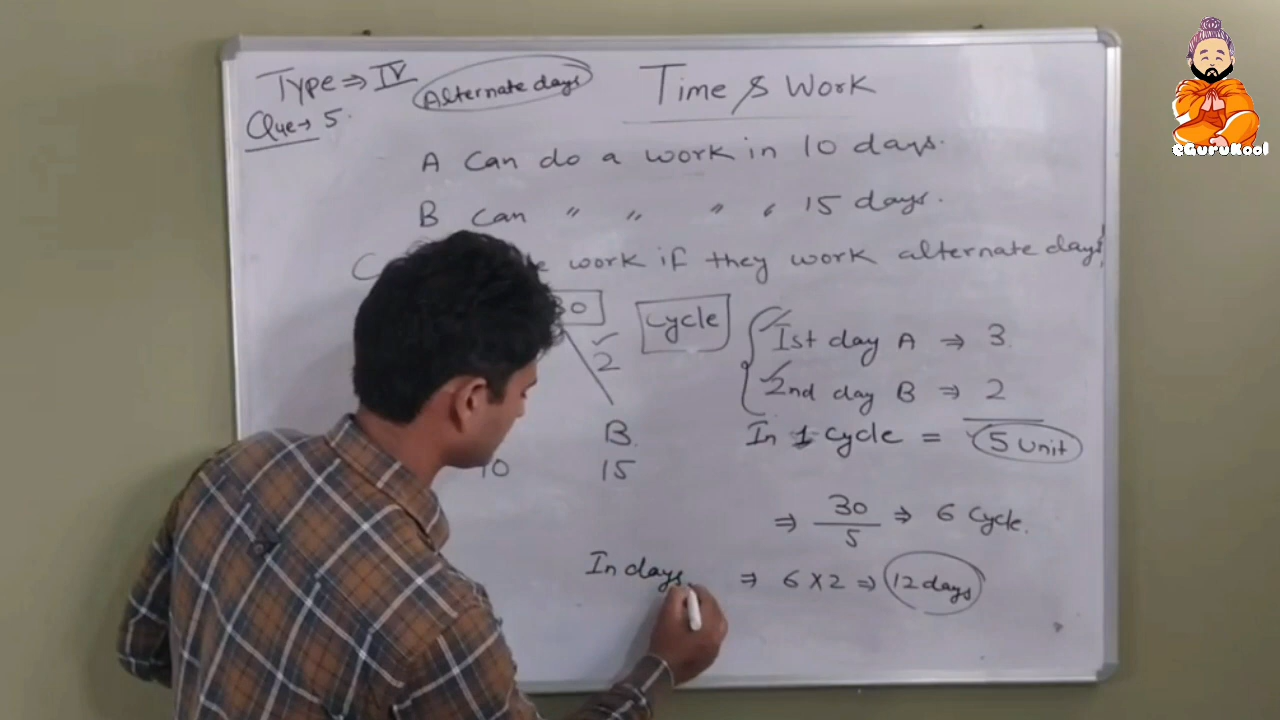 Type ⇒ IV
Alternate days
Time & Work
Que → 5.
A Can do a work in 10 days.
B Can " " " " 15 days.
work if they work alternate days
Cycle
2
1st day A ⇒ 3
2nd day B ⇒ 2
B
In 1 Cycle = 5 unit
10 15
⇒ 30/5 ⇒ 6 Cycle.
In days ⇒ 6 x 2 ⇒ 12 days
eGuruKool